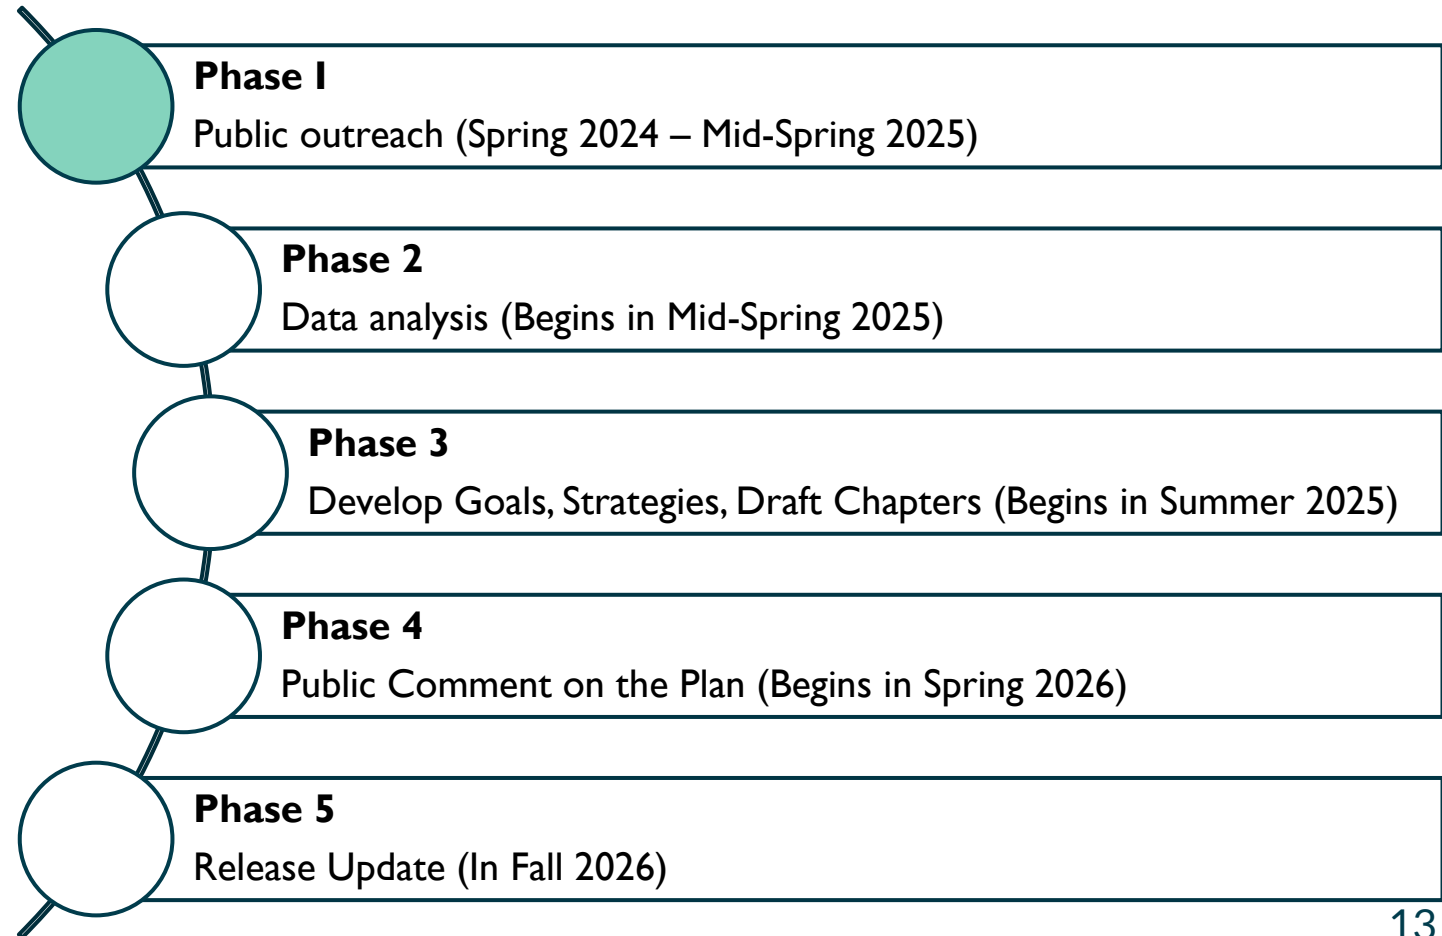 Phase 1
Public outreach (Spring 2024 – Mid-Spring 2025)
Phase 2
Data analysis (Begins in Mid-Spring 2025)
Phase 3
Develop Goals, Strategies, Draft Chapters (Begins in Summer 2025)
Phase 4
Public Comment on the Plan (Begins in Spring 2026)
Phase 5
Release Update (In Fall 2026)
13